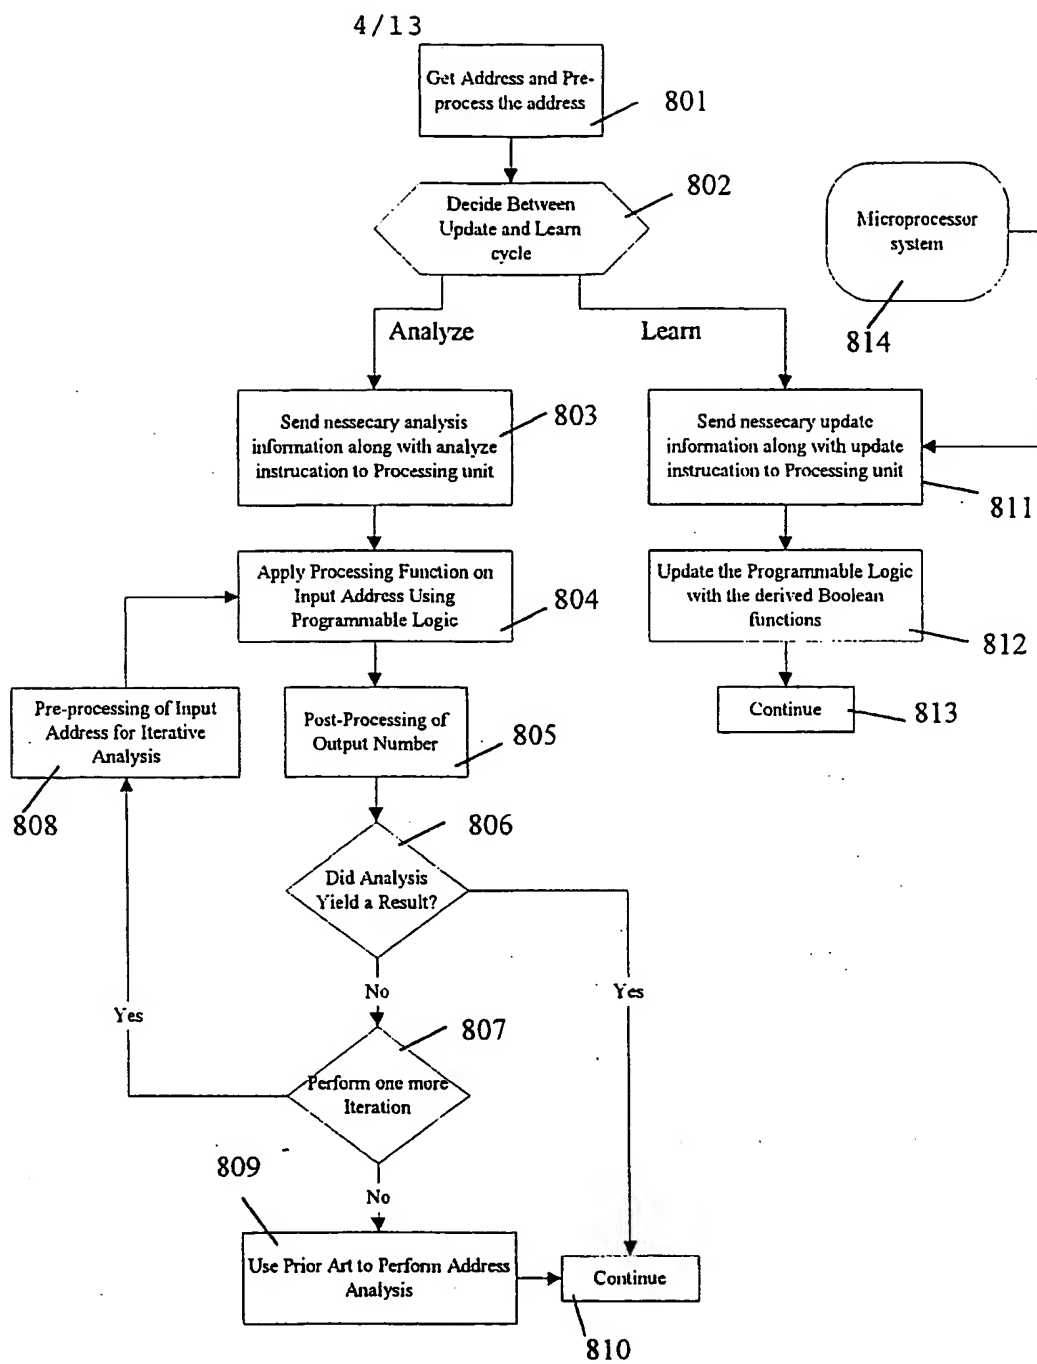 4/13
Get Address and Pre-
process the address
801
Decide Between
Update and Learn
cycle
802
Microprocessor
system
814
Analyze
Learn
Send nessecary analysis
information along with analyze
instrucation to Processing unit
803
Send nessecary update
information along with update
instrucation to Processing unit
811
Apply Processing Function on
Input Address Using
Programmable Logic
804
Update the Programmable Logic
with the derived Boolean
functions
812
Pre-processing of Input
Address for Iterative
Analysis
808
Post-Processing of
Output Number
805
Continue
813
806
Did Analysis
Yield a Result?
No
Yes
Yes
807
Perform one more
Iteration
809
No
Use Prior Art to Perform Address
Analysis
Continue
810